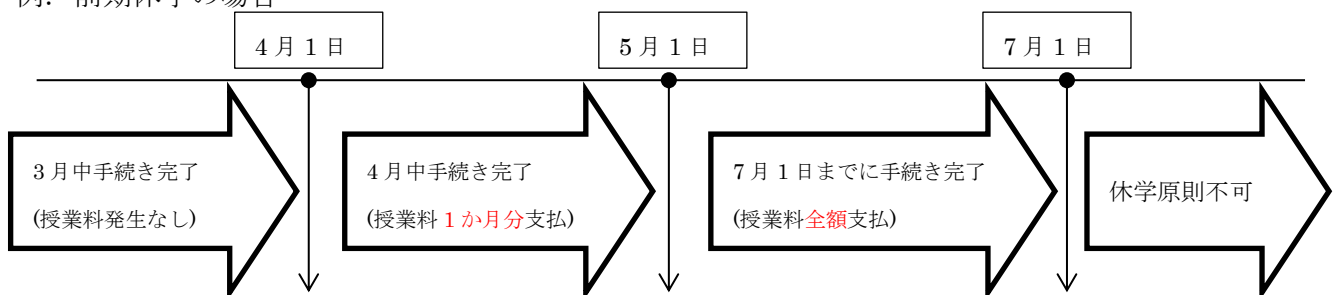 4月1日
5月1日
7月1日
3月中手続き完了
(授業料発生なし)
4月中手続き完了
(授業料1か月分支払)
7月1日までに手続き完了
(授業料全額支払)
休学原則不可